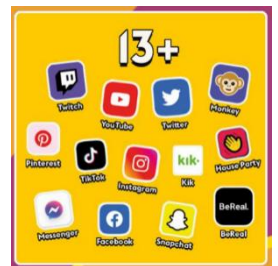 13+
Twitch
YouTube
Twitter
Monkey
Pinterest
TikTok
Instagram
kik.
Kik
House Party
Messenger
Facebook
Snapchat
BeReal.
BeReal